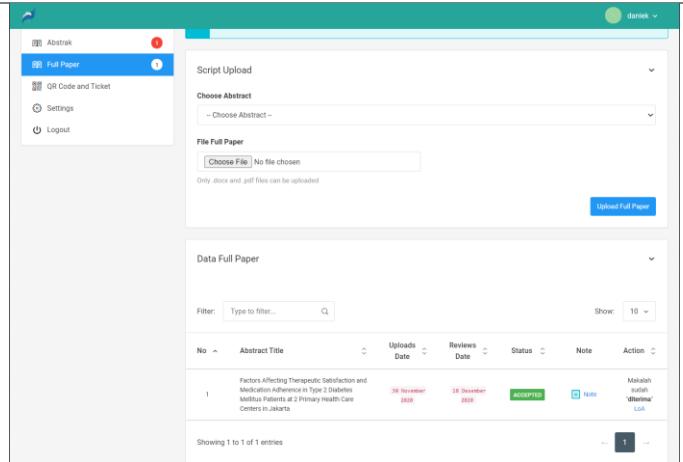 daniek
Abstrak 1
Full Paper 1
QR Code and Ticket
Settings
Logout
Script Upload
Choose Abstract
-- Choose Abstract --
File Full Paper
Choose File No file chosen
Only .docx and .pdf files can be uploaded
Upload Full Paper
Data Full Paper
Filter: Type to filter... Show: 10
No Abstract Title Uploads Date Reviews Date Status Note Action
1
Factors Affecting Therapeutic Satisfaction and
Medication Adherence in Type 2 Diabetes
Mellitus Patients at 2 Primary Health Care
Centers in Jakarta
30 November
2020
18 Desember
2020
ACCEPTED
Note
Makalah
sudah
'diterima'
LoA
Showing 1 to 1 of 1 entries
← 1 →